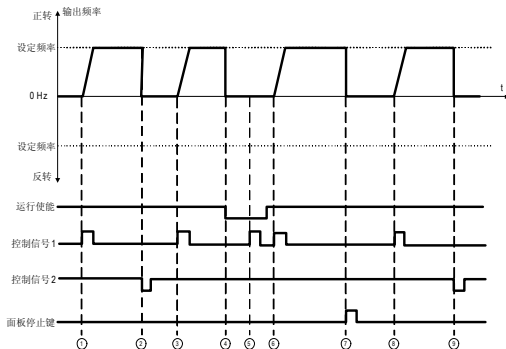 正转
输出频率
设定频率
0 Hz
t
设定频率
反转
运行使能
控制信号1
控制信号2
面板停止键
① ② ③ ④ ⑤ ⑥ ⑦ ⑧ ⑨